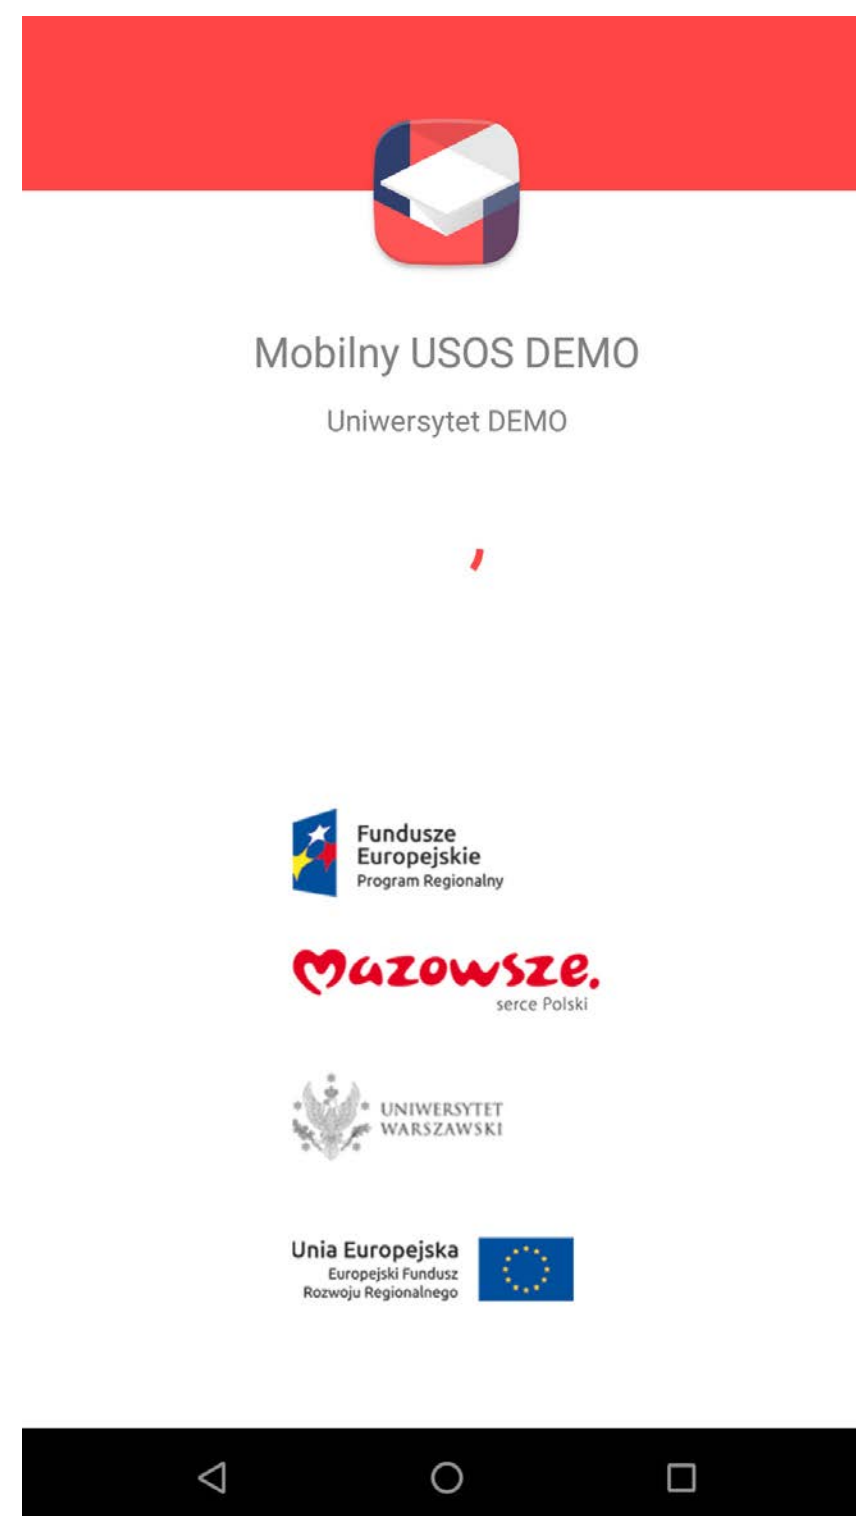 Mobilny USOS DEMO
Uniwersytet DEMO
Fundusze
Europejskie
Program Regionalny
Mazowsze.
serce Polski
UNIWERSYTET
WARSZAWSKI
Unia Europejska
Europejski Fundusz
Rozwoju Regionalnego